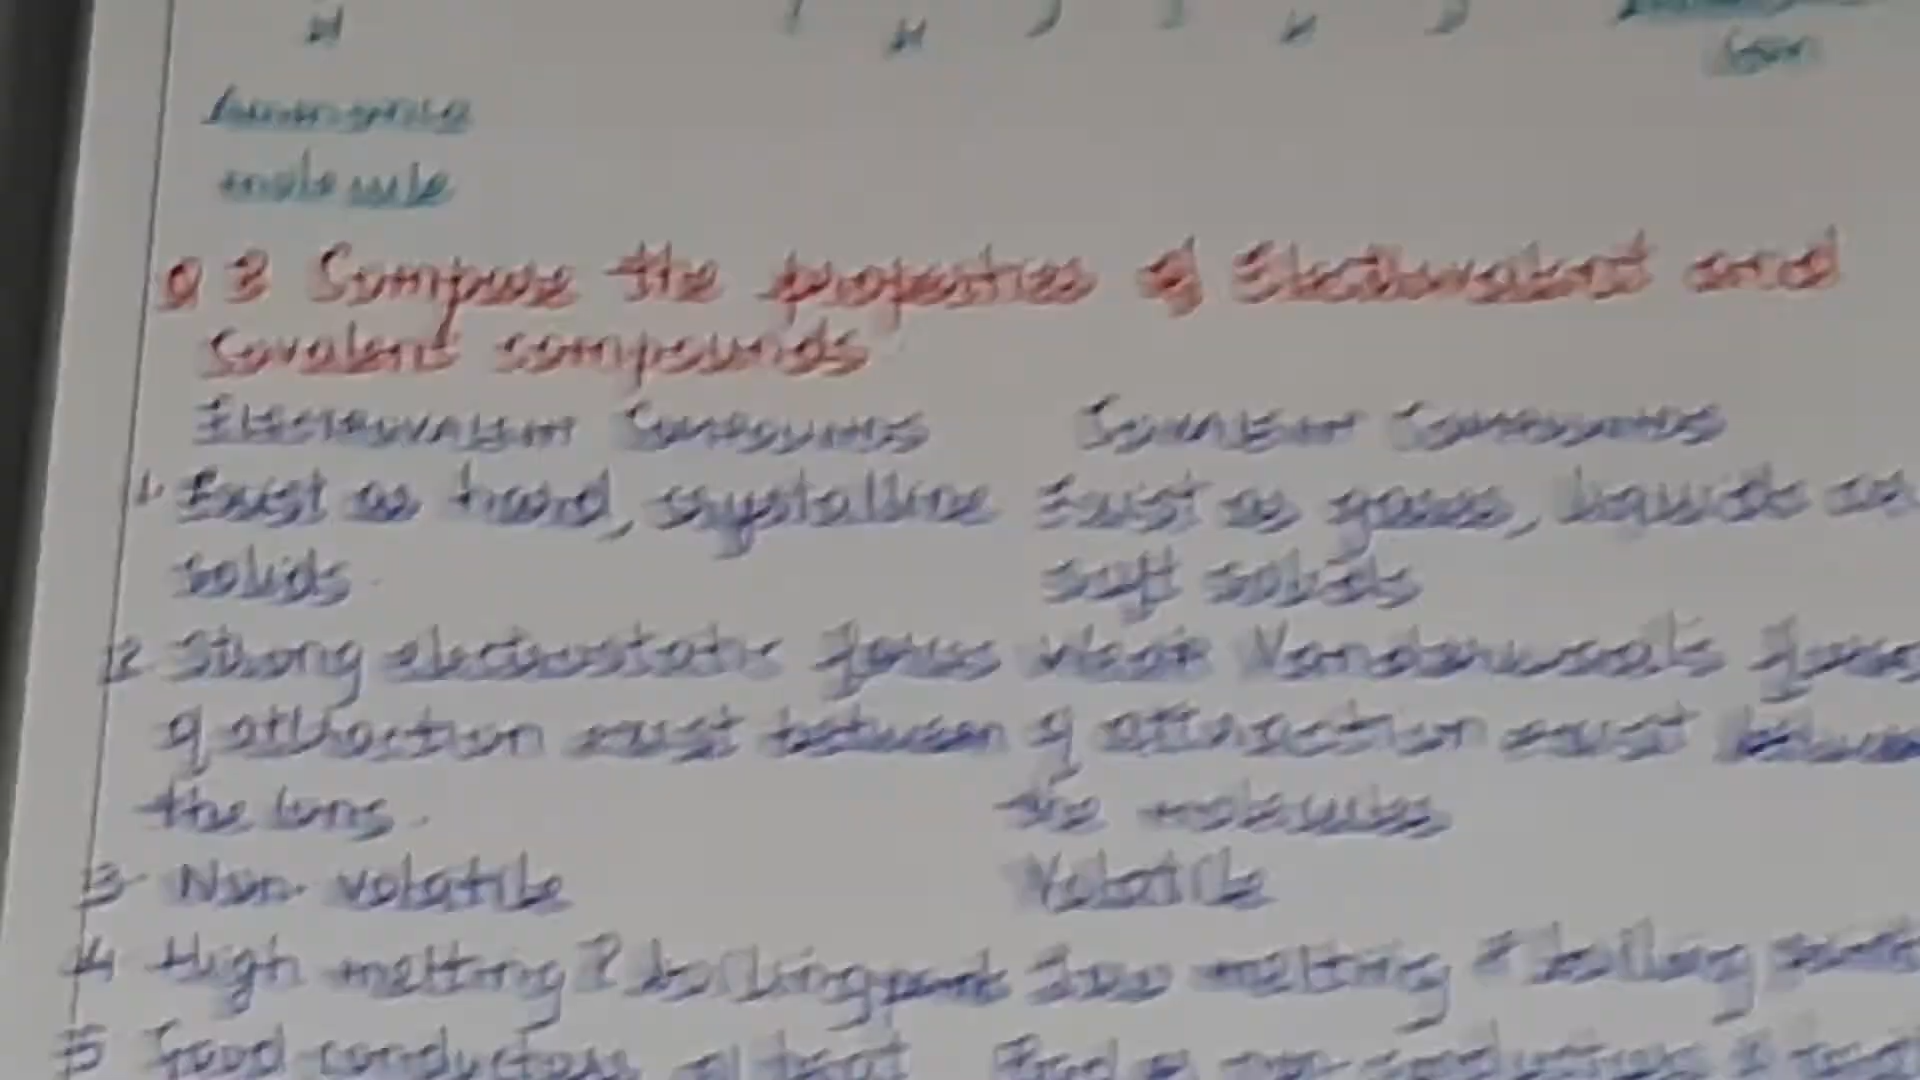 H H H
Ion
Ammonia
molecule
Q 3 Compare the properties of Electrovalent and
Covalent compounds
ELECTROVALENT COMPOUNDS COVALENT COMPOUNDS
1. Exist as hard, crystalline Exist as gases, liquids or
solids. soft solids
2 Strong electrostatic forces Weak Vanderwaals forces
of attraction exist between of attraction exist between
the ions. the molecules
3 Non-volatile Volatile
4 High melting & boiling point Low melting & boiling point
5 Good conductors of heat